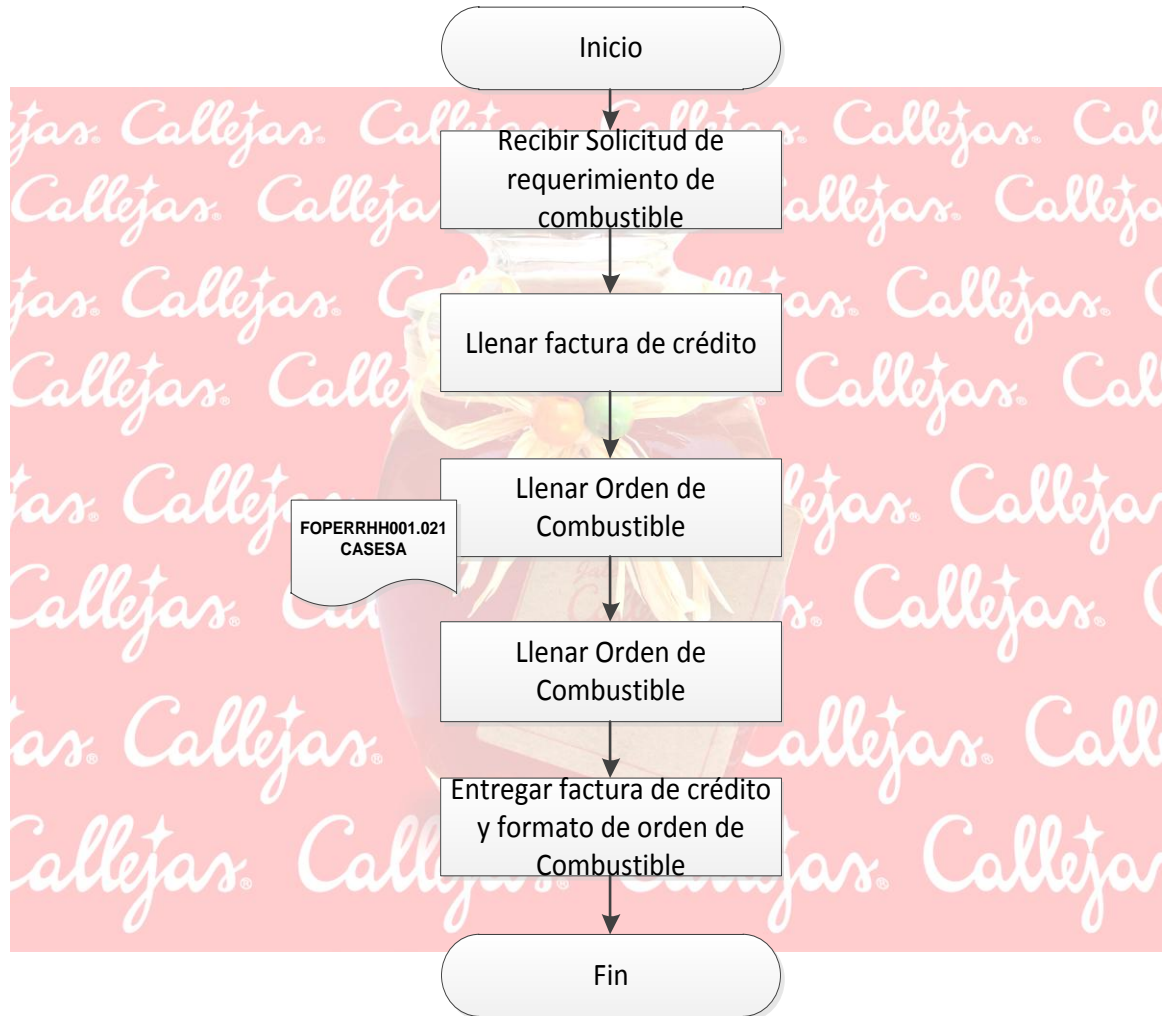 Inicio
Recibir Solicitud de
requerimiento de
combustible
Llenar factura de crédito
Llenar Orden de
Combustible
FOPERRHH001.021
CASESA
Llenar Orden de
Combustible
Entregar factura de crédito
y formato de orden de
Combustible
Fin
Callejas